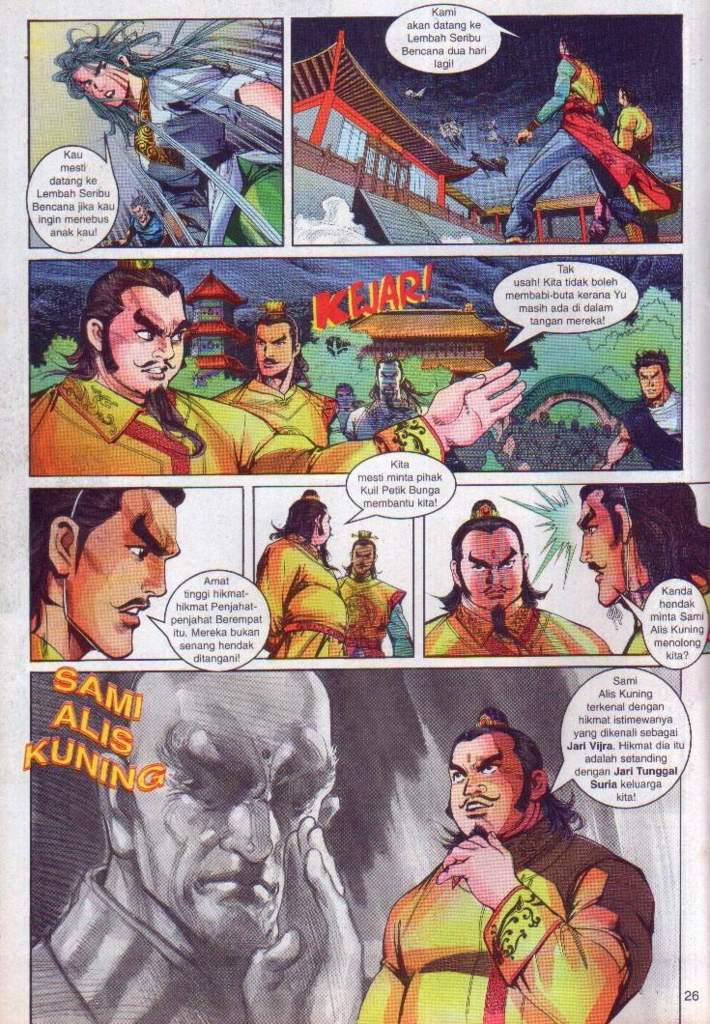 Kau
mesti
datang ke
Lembah Seribu
Bencana jika kau
ingin menebus
anak kau!
Kami
akan datang ke
Lembah Seribu
Bencana dua hari
lagi!
KEJAR!
Tak
usah! Kita tidak boleh
membabi-buta kerana Yu
masih ada di dalam
tangan mereka!
Amat
tinggi hikmat-
hikmat Penjahat-
penjahat Berempat
itu. Mereka bukan
senang hendak
ditangani!
Kita
mesti minta pihak
Kuil Petik Bunga
membantu kita!
Kanda
hendak
minta Sami
Alis Kuning
menolong
kita?
SAMI
ALIS
KUNING
Sami
Alis Kuning
terkenal dengan
hikmat istimewanya
yang dikenali sebagai
Jari Vijra. Hikmat dia itu
adalah setanding
dengan Jari Tunggal
Suria keluarga
kita!
26